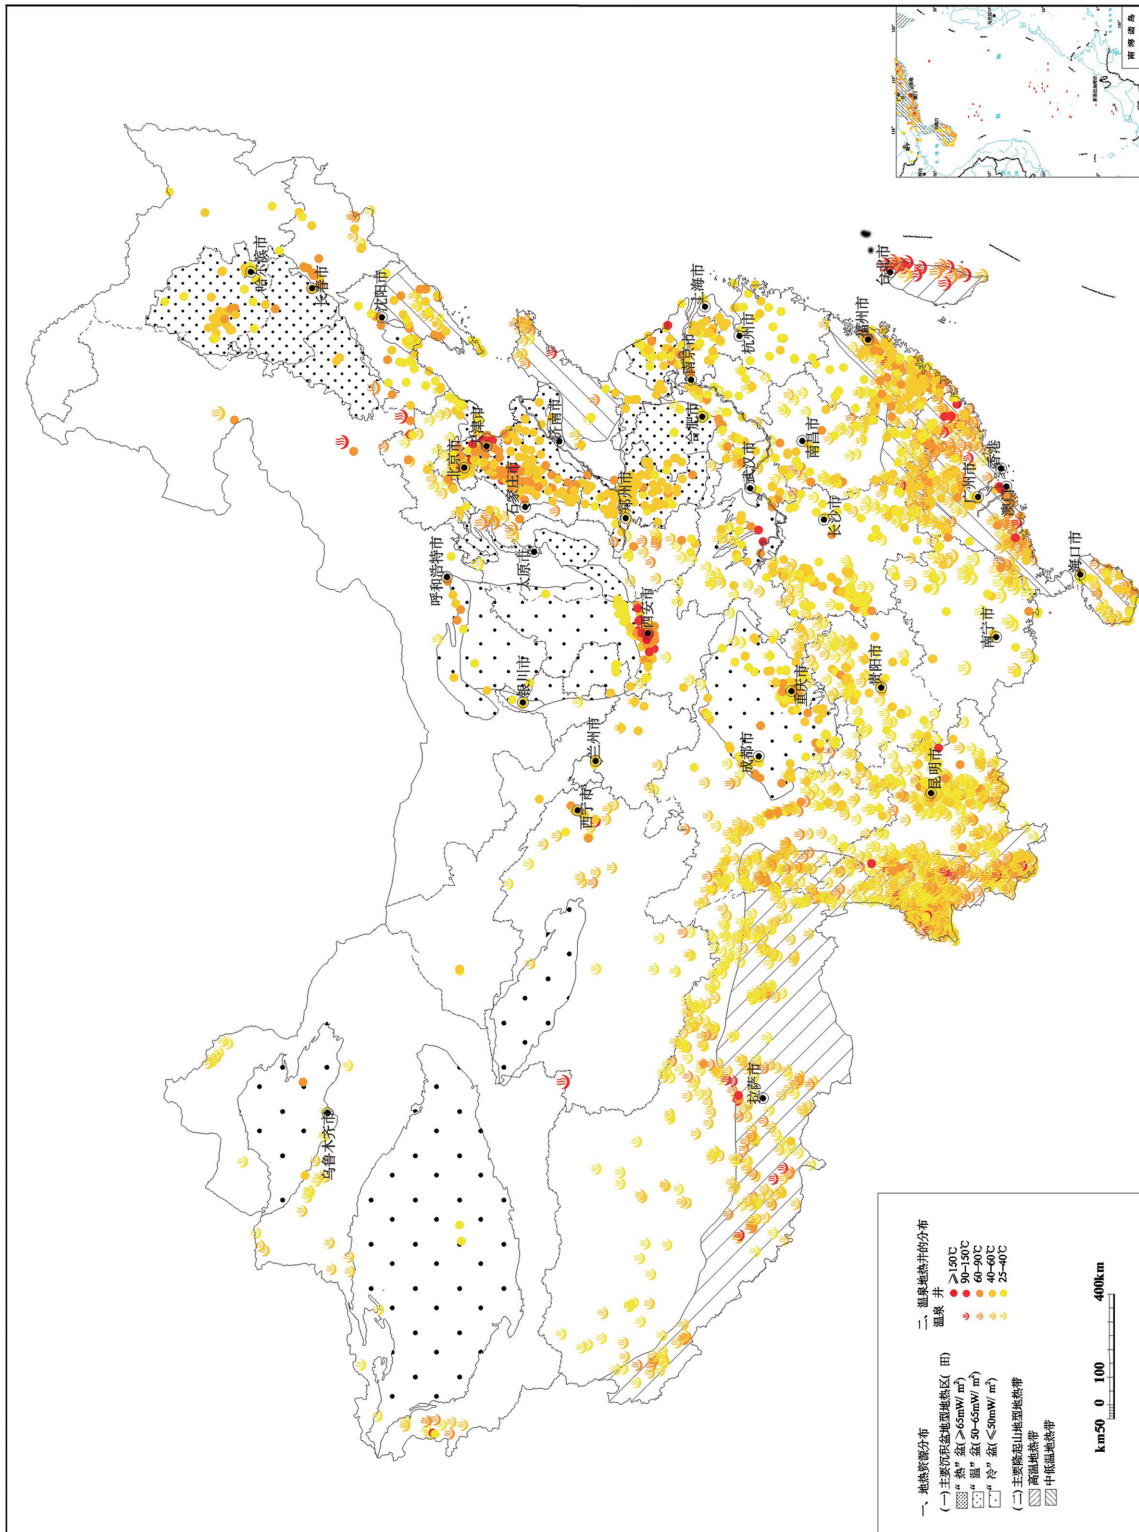 哈尔滨市
长春市
沈阳市
北京市
天津市
石家庄市
济南市
呼和浩特市
太原市
郑州市
银川市
西安市
兰州市
西宁市
乌鲁木齐市
拉萨市
成都市
重庆市
武汉市
合肥市
南京市
上海市
杭州市
南昌市
长沙市
贵阳市
昆明市
南宁市
广州市
福州市
台北市
香港
澳门
海口市
南海诸岛
一、地热资源分布
(一)主要沉积盆地型地热区(田)
“热”盆(≥65mW/m²)
“温”盆(50-65mW/m²)
“冷”盆(≤50mW/m²)
(二)主要隆起山地型地热带
高温地热带
中低温地热带
二、温泉地热井的分布
温泉 井
≥150℃
90-150℃
60-90℃
40-60℃
25-40℃
km50 0 100 400km